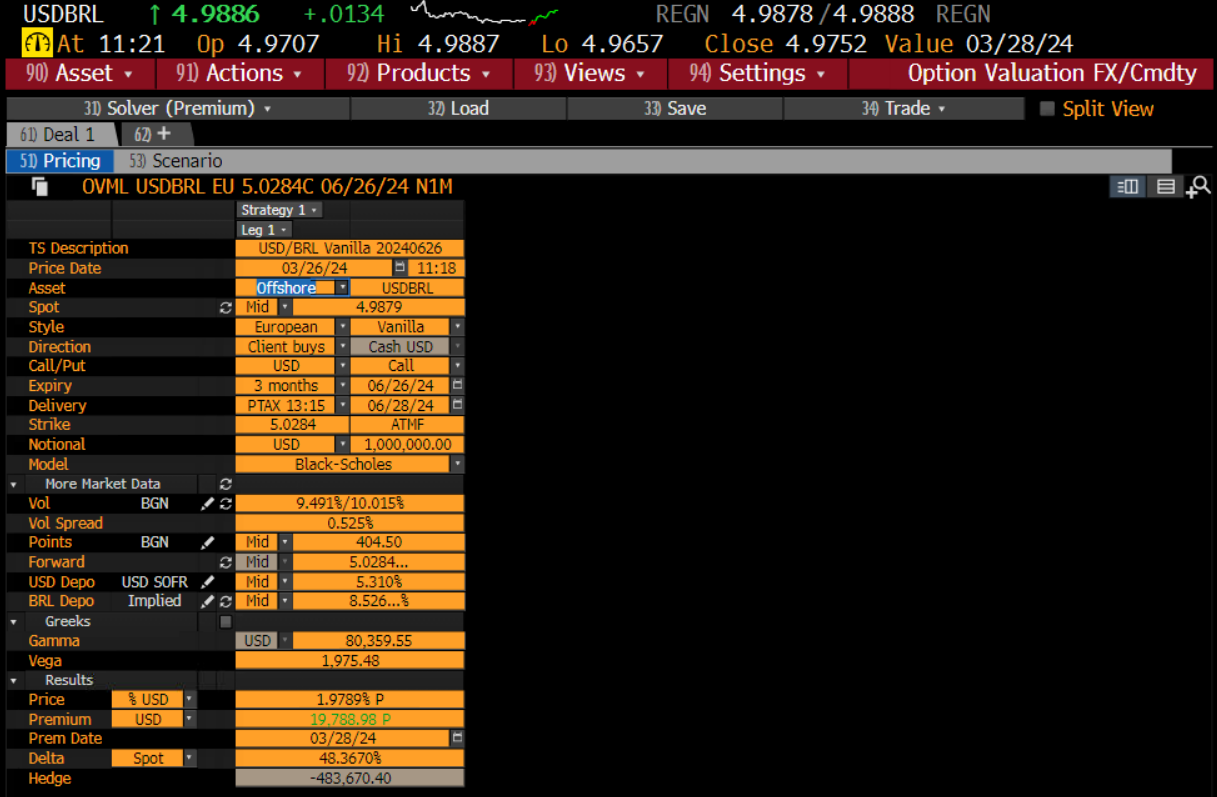 USDBRL ↑ 4.9886 +.0134 REGN 4.9878 / 4.9888 REGN
At 11:21 Op 4.9707 Hi 4.9887 Lo 4.9657 Close 4.9752 Value 03/28/24
90) Asset 91) Actions 92) Products 93) Views 94) Settings Option Valuation FX/Cmdty
31) Solver (Premium) 32) Load 33) Save 34) Trade Split View
61) Deal 1 62) +
51) Pricing 53) Scenario
OVML USDBRL EU 5.0284C 06/26/24 N1M
Strategy 1
Leg 1
TS Description USD/BRL Vanilla 20240626
Price Date 03/26/24 11:18
Asset Offshore USDBRL
Spot Mid 4.9879
Style European Vanilla
Direction Client buys Cash USD
Call/Put USD Call
Expiry 3 months 06/26/24
Delivery PTAX 13:15 06/28/24
Strike 5.0284 ATMF
Notional USD 1,000,000.00
Model Black-Scholes
More Market Data
Vol BGN 9.491%/10.015%
Vol Spread 0.525%
Points BGN Mid 404.50
Forward Mid 5.0284...
USD Depo USD SOFR Mid 5.310%
BRL Depo Implied Mid 8.526...%
Greeks
Gamma USD 80,359.55
Vega 1,975.48
Results
Price % USD 1.9789% P
Premium USD 19,788.98 P
Prem Date 03/28/24
Delta Spot 48.3670%
Hedge -483,670.40